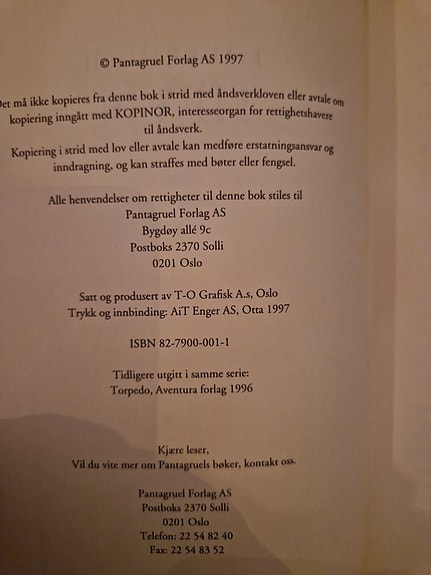 © Pantagruel Forlag AS 1997
Det må ikke kopieres fra denne bok i strid med åndsverkloven eller avtale om
kopiering inngått med KOPINOR, interesseorgan for rettighetshavere
til åndsverk.
Kopiering i strid med lov eller avtale kan medføre erstatningsansvar og
inndragning, og kan straffes med bøter eller fengsel.
Alle henvendelser om rettigheter til denne bok stiles til
Pantagruel Forlag AS
Bygdøy allé 9c
Postboks 2370 Solli
0201 Oslo
Satt og produsert av T-O Grafisk A.s, Oslo
Trykk og innbinding: AiT Enger AS, Otta 1997
ISBN 82-7900-001-1
Tidligere utgitt i samme serie:
Torpedo, Aventura forlag 1996
Kjære leser,
Vil du vite mer om Pantagruels bøker, kontakt oss.
Pantagruel Forlag AS
Postboks 2370 Solli
0201 Oslo
Telefon: 22 54 82 40
Fax: 22 54 83 52